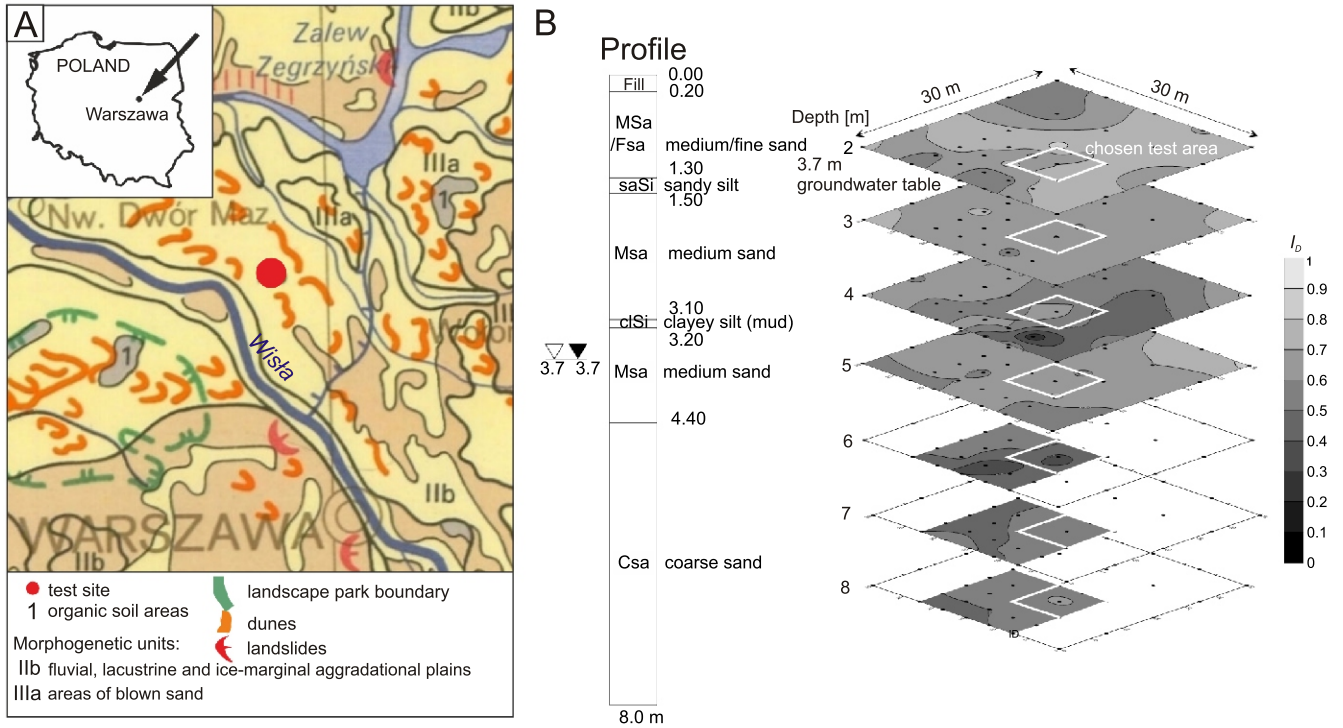 A
POLAND
Warszawa
Zalew
Zegrzyński
IIb
IIIa
1
Nw. Dwór Maz.
IIIa
Wisła
1
IIb
WARSZAWA
IIb
test site
1 organic soil areas
landscape park boundary
dunes
landslides
Morphogenetic units:
IIb fluvial, lacustrine and ice-marginal aggradational plains
IIIa areas of blown sand
B
Profile
0.00
Fill
0.20
MSa
/Fsa medium/fine sand
1.30
saSi sandy silt
1.50
Msa medium sand
3.10
clSi clayey silt (mud)
3.20
3.7 3.7
Msa medium sand
4.40
Csa coarse sand
8.0 m
30 m
30 m
Depth [m]
chosen test area
3.7 m
groundwater table
2
3
4
5
6
7
8
ID
I_D
1
0.9
0.8
0.7
0.6
0.5
0.4
0.3
0.2
0.1
0